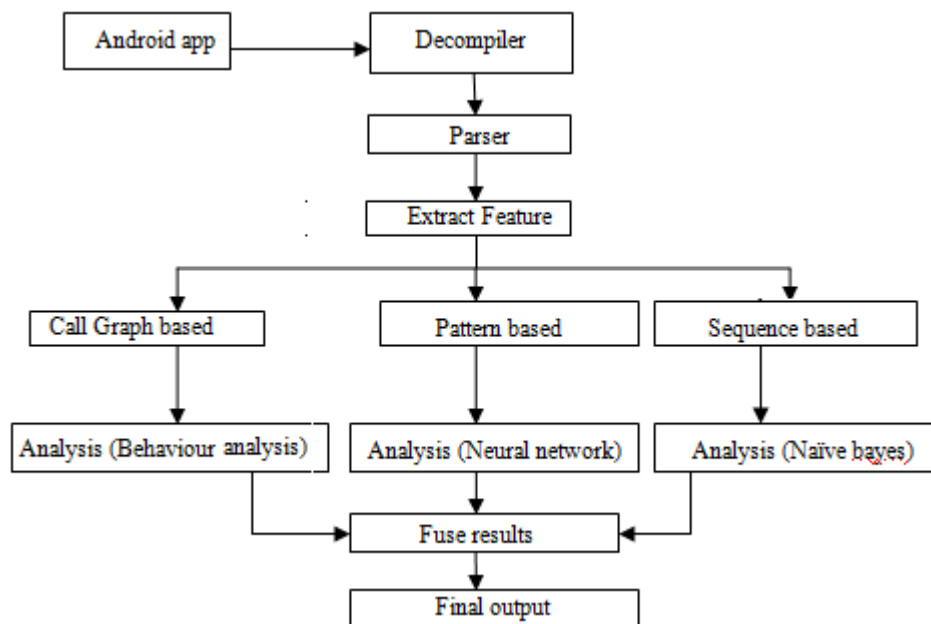 Android app
Decompiler
Parser
Extract Feature
Call Graph based
Pattern based
Sequence based
Analysis (Behaviour analysis)
Analysis (Neural network)
Analysis (Naïve bayes)
Fuse results
Final output